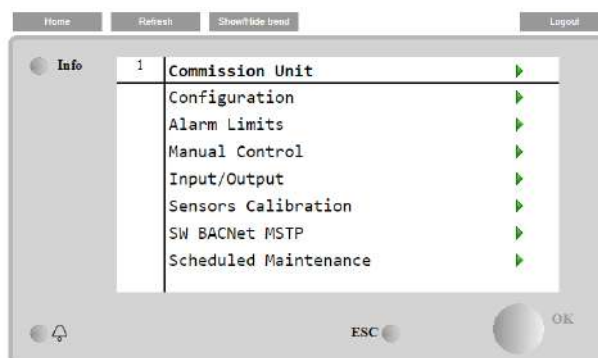 Home Refresh Show/Hide bend Logout
Info
1 Commission Unit
Configuration
Alarm Limits
Manual Control
Input/Output
Sensors Calibration
SW BACNet MSTP
Scheduled Maintenance
ESC
OK